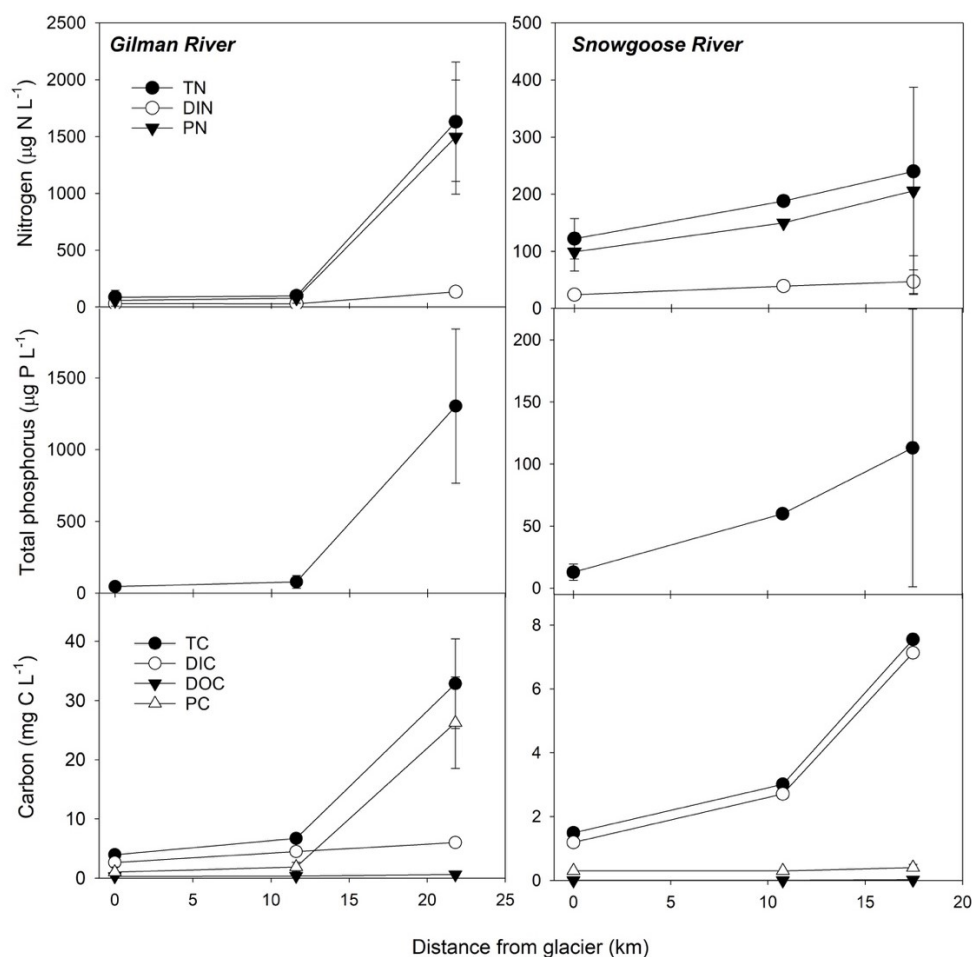 Gilman River
Snowgoose River
Nitrogen (µg N L⁻¹)
2500
2000
1500
1000
500
0
TN
DIN
PN
500
400
300
200
100
0
Total phosphorus (µg P L⁻¹)
1500
1000
500
0
200
150
100
50
0
Carbon (mg C L⁻¹)
40
30
20
10
0
TC
DIC
DOC
PC
8
6
4
2
0
0 5 10 15 20 25
0 5 10 15 20
Distance from glacier (km)